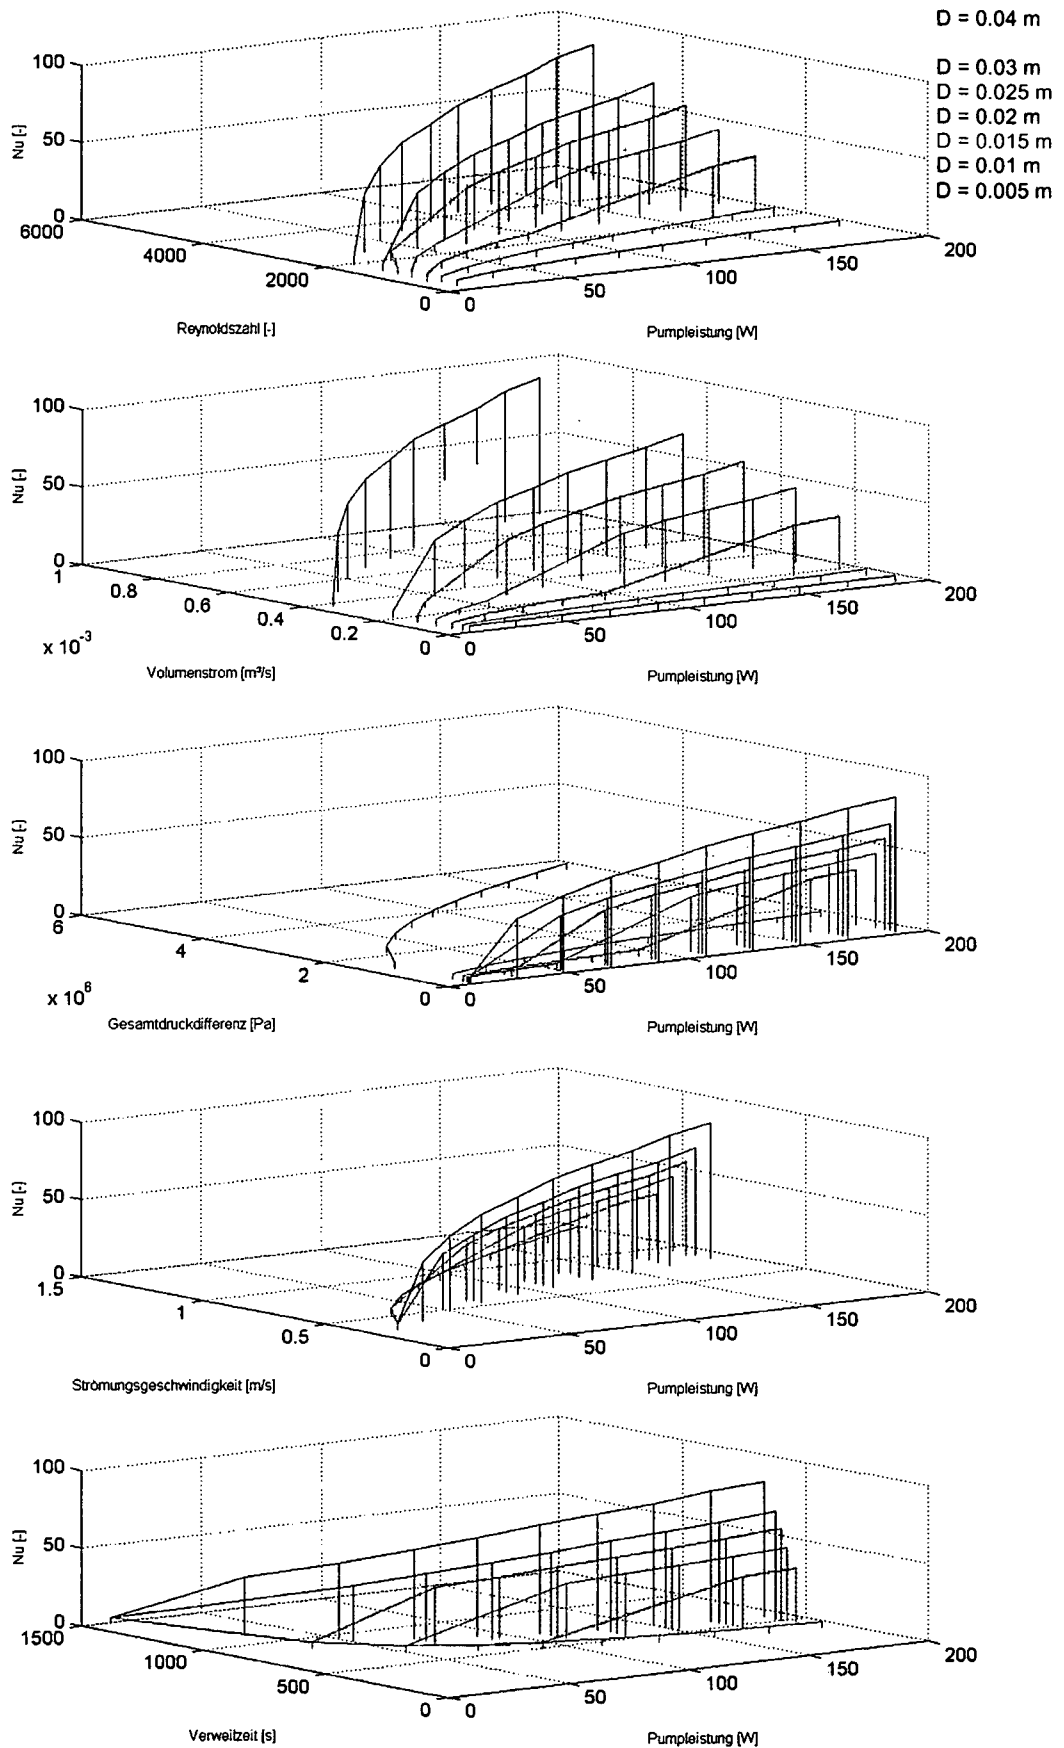 D = 0.04 m
D = 0.03 m
D = 0.025 m
D = 0.02 m
D = 0.015 m
D = 0.01 m
D = 0.005 m
100
50
0
Nu [-]
6000
4000
2000
0
0
50
100
150
200
Reynoldszahl [-]
Pumpleistung [W]
100
50
0
Nu [-]
1
0.8
0.6
0.4
0.2
0
x 10-3
0
50
100
150
200
Volumenstrom [m³/s]
Pumpleistung [W]
100
50
0
Nu [-]
6
4
2
0
x 106
0
50
100
150
200
Gesamtdruckdifferenz [Pa]
Pumpleistung [W]
100
50
0
Nu [-]
1.5
1
0.5
0
0
50
100
150
200
Strömungsgeschwindigkeit [m/s]
Pumpleistung [W]
100
50
0
Nu [-]
1500
1000
500
0
0
50
100
150
200
Verweilzeit [s]
Pumpleistung [W]